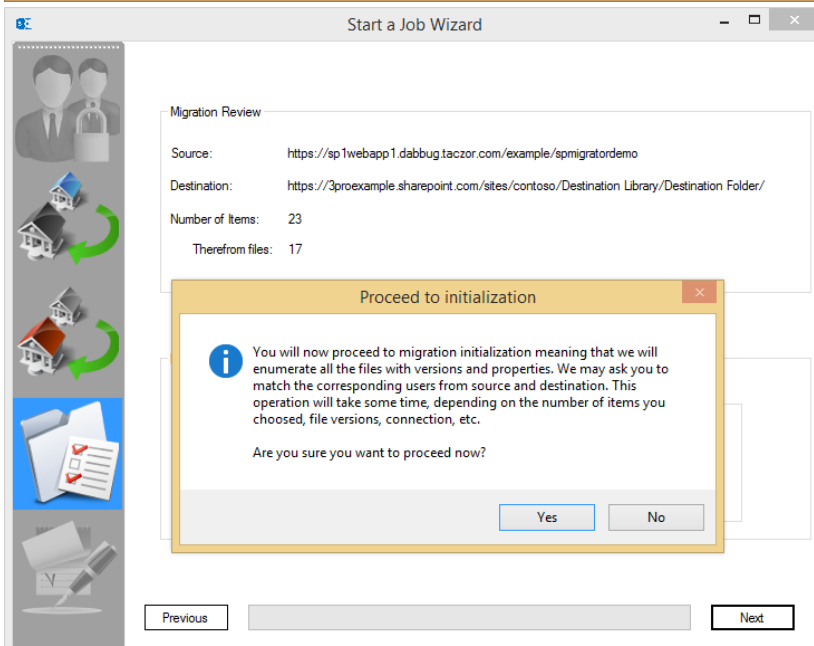 Start a Job Wizard
Migration Review
Source: https://sp1webapp1.dabbug.taczor.com/example/spmigratordemo
Destination: https://3proexample.sharepoint.com/sites/contoso/Destination Library/Destination Folder/
Number of Items: 23
Therefrom files: 17
Proceed to initialization
You will now proceed to migration initialization meaning that we will
enumerate all the files with versions and properties. We may ask you to
match the corresponding users from source and destination. This
operation will take some time, depending on the number of items you
choosed, file versions, connection, etc.
Are you sure you want to proceed now?
Yes No
Previous Next